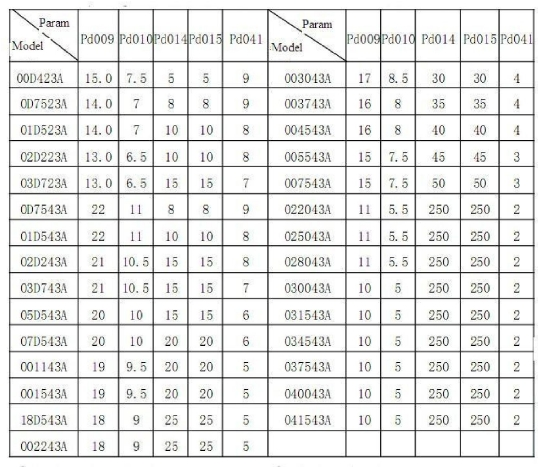 Param Param
Model Pd009 Pd010 Pd014 Pd015 Pd041 Model Pd009 Pd010 Pd014 Pd015 Pd041
00D423A 15.0 7.5 5 5 9 003043A 17 8.5 30 30 4
0D7523A 14.0 7 8 8 9 003743A 16 8 35 35 4
01D523A 14.0 7 10 10 8 004543A 16 8 40 40 4
02D223A 13.0 6.5 10 10 8 005543A 15 7.5 45 45 3
03D723A 13.0 6.5 15 15 7 007543A 15 7.5 50 50 3
0D7543A 22 11 8 8 9 022043A 11 5.5 250 250 2
01D543A 22 11 10 10 8 025043A 11 5.5 250 250 2
02D243A 21 10.5 15 15 8 028043A 11 5.5 250 250 2
03D743A 21 10.5 15 15 7 030043A 10 5 250 250 2
05D543A 20 10 15 15 6 031543A 10 5 250 250 2
07D543A 20 10 20 20 6 034543A 10 5 250 250 2
001143A 19 9.5 20 20 5 037543A 10 5 250 250 2
001543A 19 9.5 20 20 5 040043A 10 5 250 250 2
18D543A 18 9 25 25 5 041543A 10 5 250 250 2
002243A 18 9 25 25 5